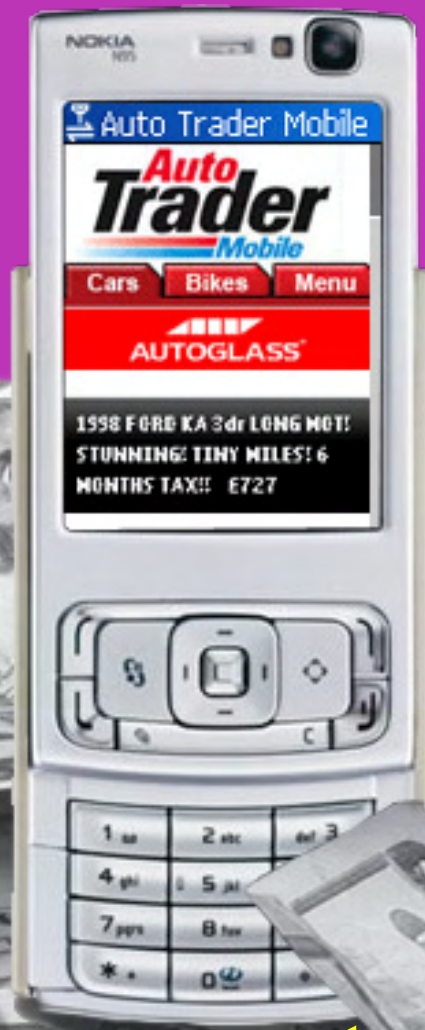 NOKIA
N95
Auto Trader Mobile
Auto
Trader
Mobile
Cars Bikes Menu
AUTOGLASS
1998 FORD KA 3dr LONG MOT!
STUNNING! TINY MILES! 6
MONTHS TAX!! £727
C
1 2 abc def 3
4 ghi 5 jkl
7 pqrs 8 tuv
* 0